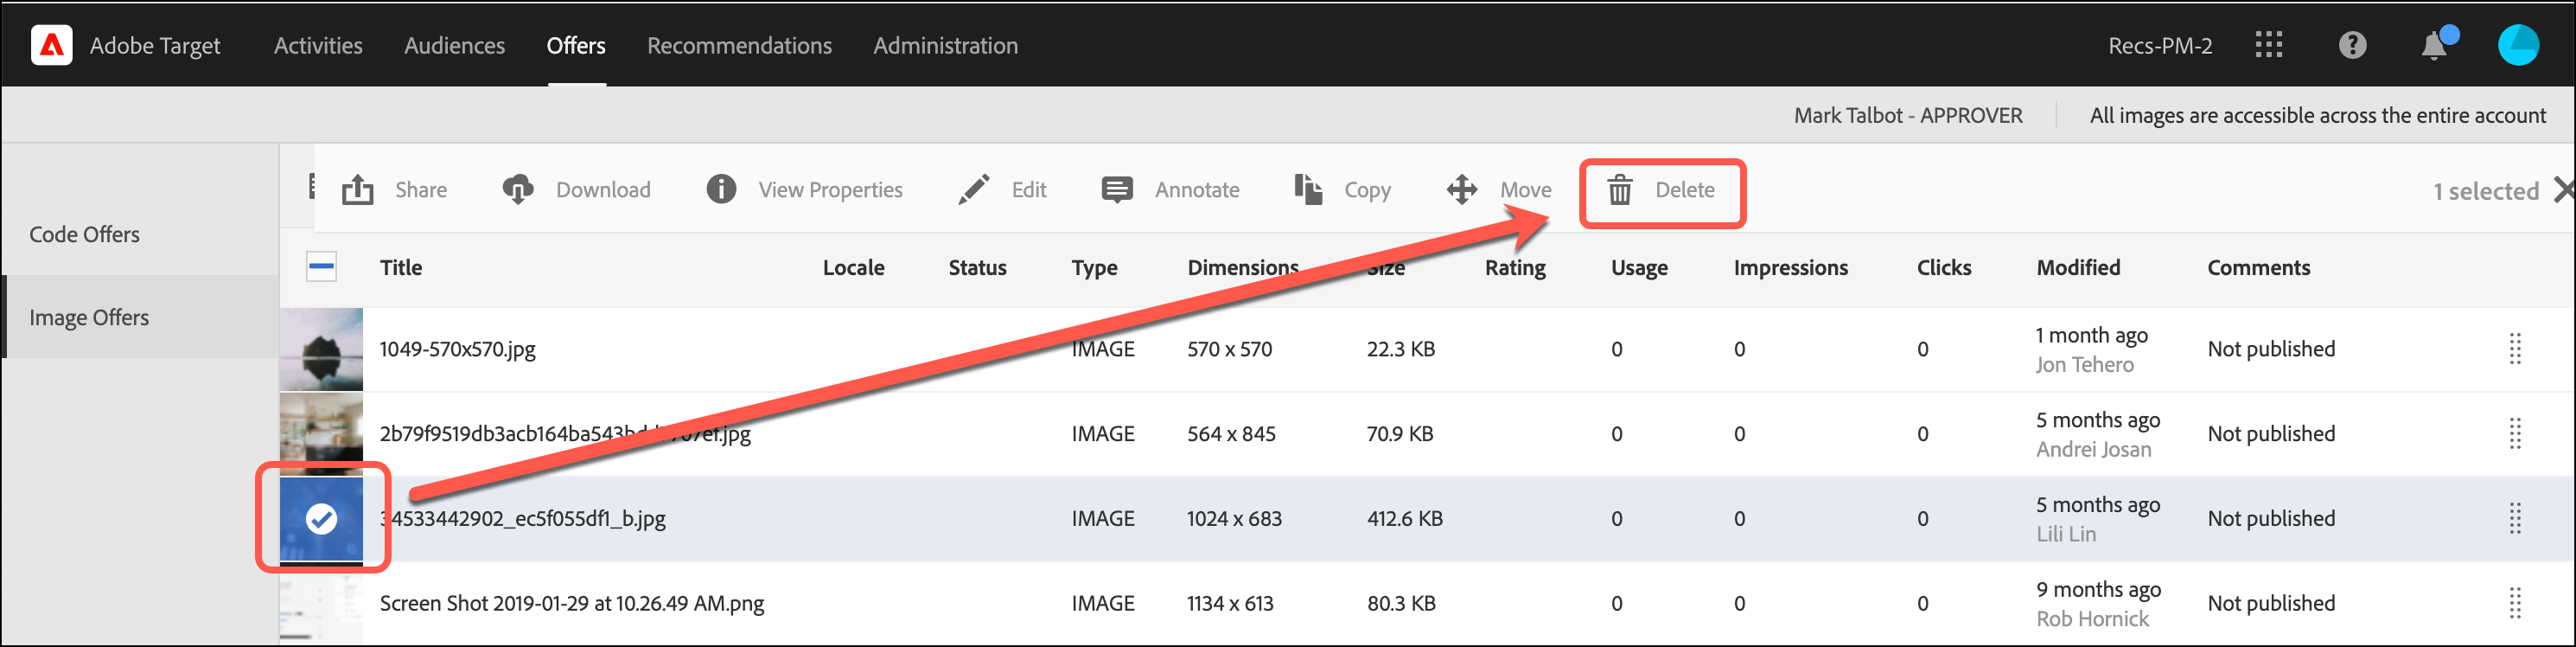 Adobe Target Activities Audiences Offers Recommendations Administration Recs-PM-2
Mark Talbot - APPROVER All images are accessible across the entire account
Share Download View Properties Edit Annotate Copy Move Delete 1 selected
Code Offers
Image Offers
Title Locale Status Type Dimensions Size Rating Usage Impressions Clicks Modified Comments
1049-570x570.jpg IMAGE 570 x 570 22.3 KB 0 0 0 1 month ago Not published
Jon Tehero
IMAGE 564 x 845 70.9 KB 0 0 0 5 months ago Not published
Andrei Josan
34533442902_ec5f055df1_b.jpg IMAGE 1024 x 683 412.6 KB 0 0 0 5 months ago Not published
Lili Lin
Screen Shot 2019-01-29 at 10.26.49 AM.png IMAGE 1134 x 613 80.3 KB 0 0 0 9 months ago Not published
Rob Hornick